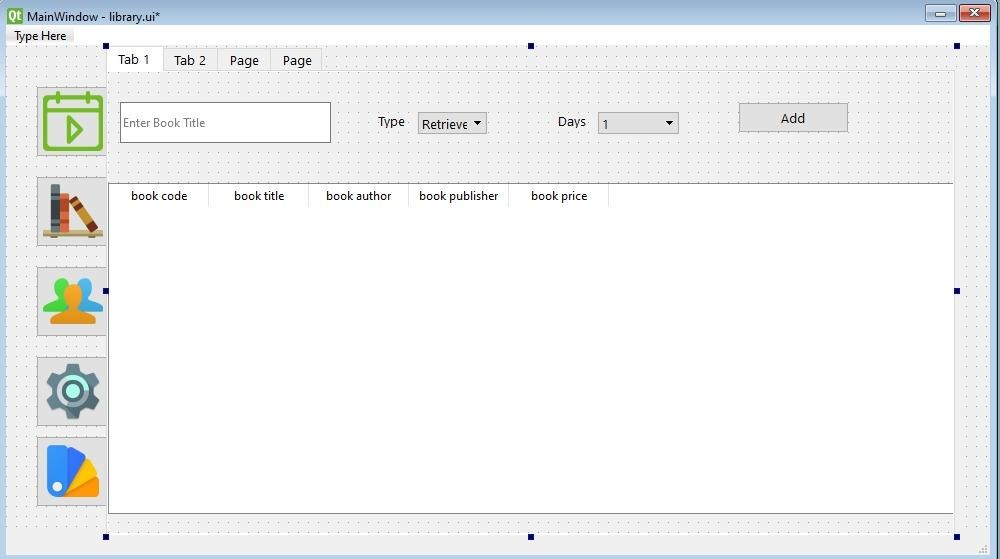 Qt MainWindow - library.ui*
Type Here
Tab 1 Tab 2 Page Page
Enter Book Title Type Retrieve Days 1 Add
book code book title book author book publisher book price